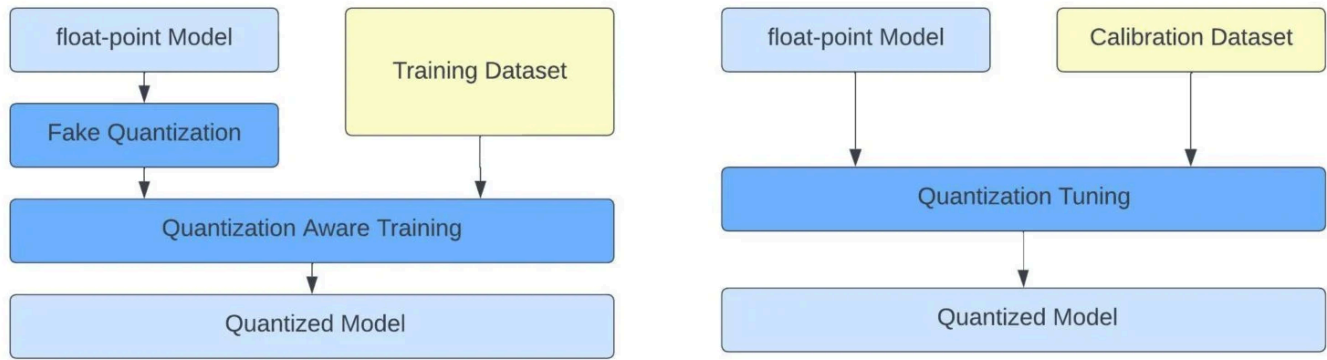 float-point Model
Training Dataset
Fake Quantization
Quantization Aware Training
Quantized Model
float-point Model
Calibration Dataset
Quantization Tuning
Quantized Model